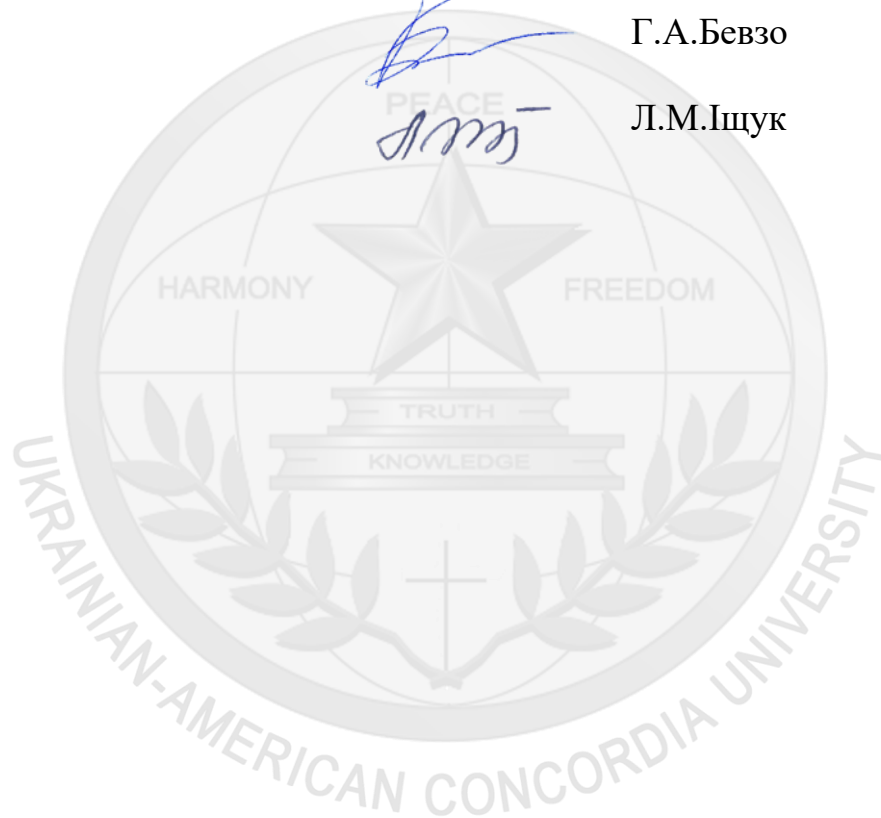 Г.А.Бевзо
PEACE
Л.М.Іщук
HARMONY
FREEDOM
TRUTH
KNOWLEDGE
UKRAINIAN-AMERICAN CONCORDIA UNIVERSITY